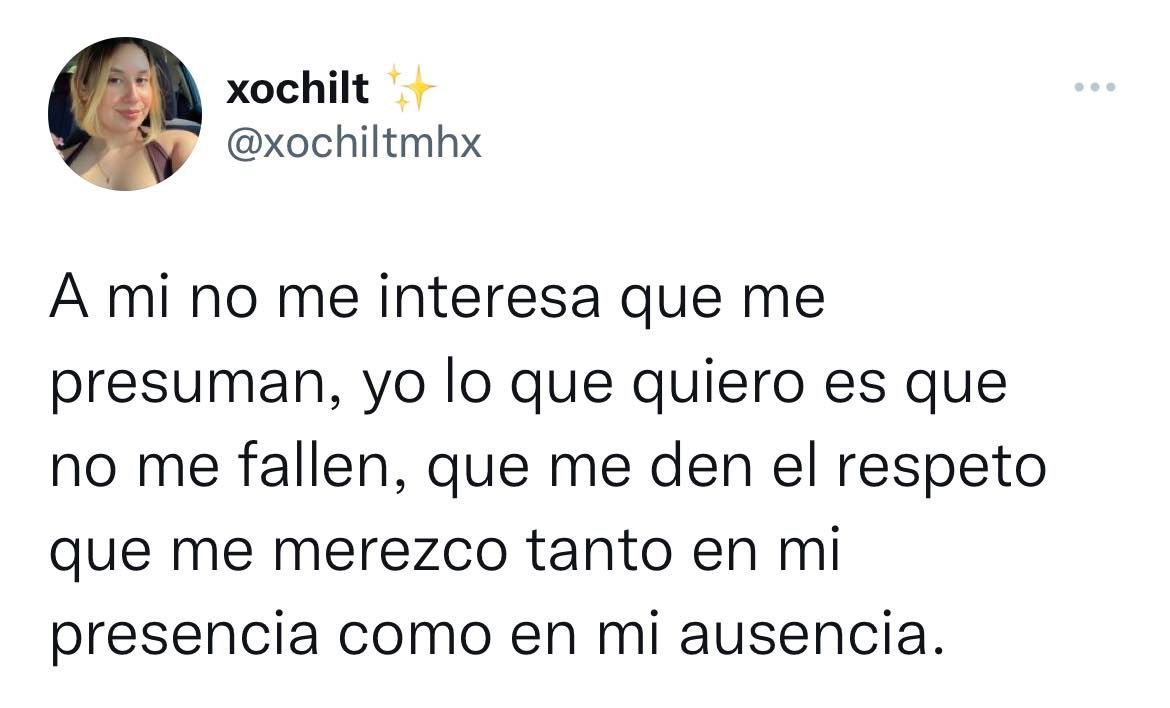 xochilt ✨
@xochiltmhx
A mi no me interesa que me
presuman, yo lo que quiero es que
no me fallen, que me den el respeto
que me merezco tanto en mi
presencia como en mi ausencia.